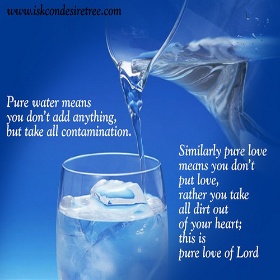 www.iskcondesiretree.com
Pure water means
you don't add anything,
but take all contamination.
Similarly pure love
means you don't
put love,
rather you take
all dirt out
of your heart;
this is
pure love of Lord